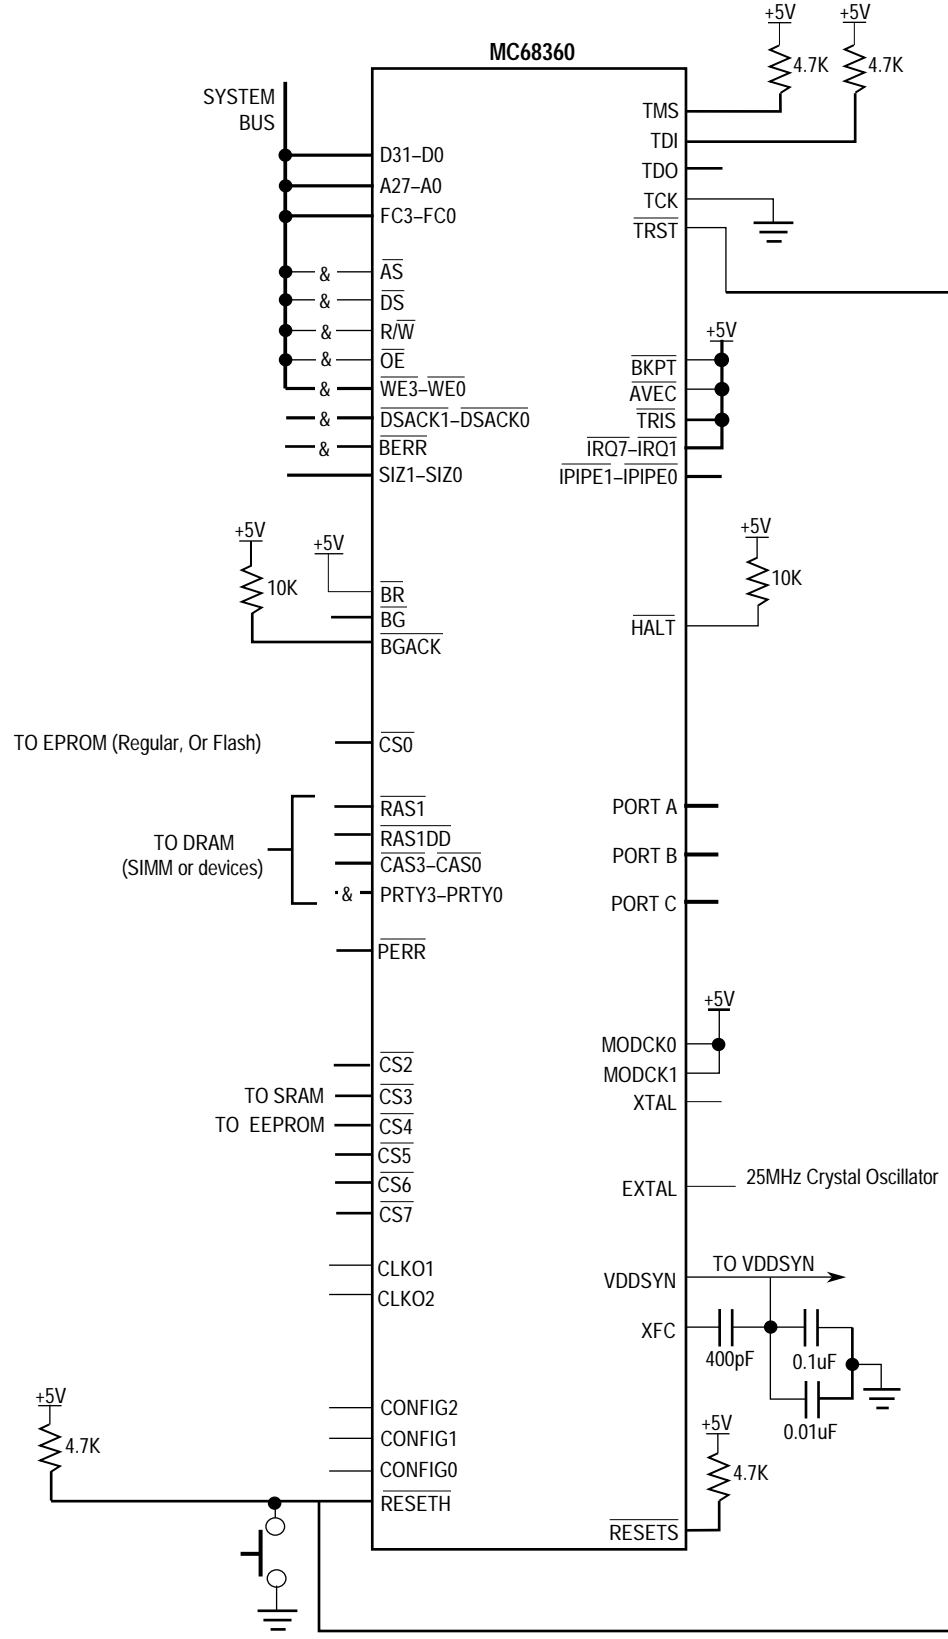 MC68360
SYSTEM
BUS
D31–D0
A27–A0
FC3–FC0
& AS
& DS
& R/W
& OE
& WE3–WE0
& DSACK1–DSACK0
& BERR
SIZ1–SIZ0
+5V
10K
+5V
BR
BG
BGACK
TO EPROM (Regular, Or Flash)
CS0
TO DRAM
(SIMM or devices)
RAS1
RAS1DD
CAS3–CAS0
& PRTY3–PRTY0
PERR
CS2
TO SRAM CS3
TO EEPROM CS4
CS5
CS6
CS7
CLKO1
CLKO2
CONFIG2
CONFIG1
CONFIG0
+5V
4.7K
RESETH
+5V
4.7K
+5V
4.7K
TMS
TDI
TDO
TCK
TRST
+5V
BKPT
AVEC
TRIS
IRQ7–IRQ1
IPIPE1–IPIPE0
+5V
10K
HALT
PORT A
PORT B
PORT C
+5V
MODCK0
MODCK1
XTAL
EXTAL
25MHz Crystal Oscillator
VDDSYN
TO VDDSYN
XFC
400pF
0.1uF
0.01uF
+5V
4.7K
RESETS